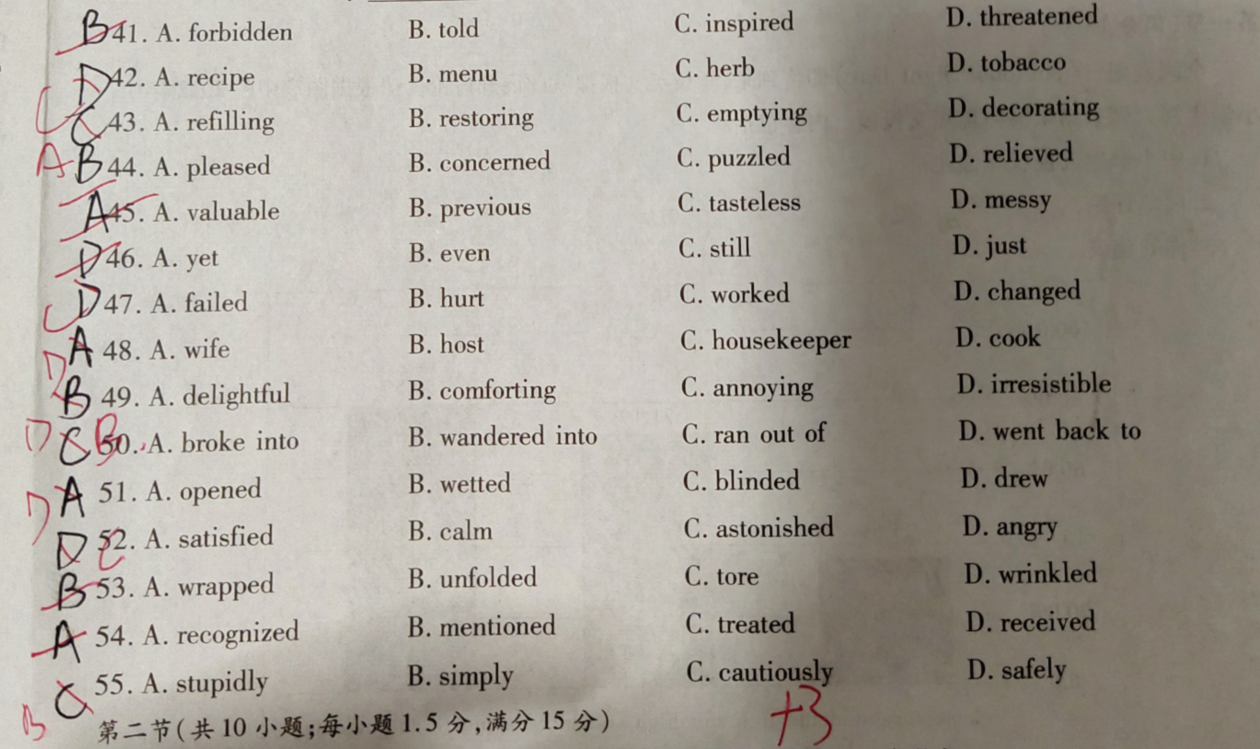 B 41. A. forbidden B. told C. inspired D. threatened
D 42. A. recipe B. menu C. herb D. tobacco
C C 43. A. refilling B. restoring C. emptying D. decorating
A B 44. A. pleased B. concerned C. puzzled D. relieved
A 45. A. valuable B. previous C. tasteless D. messy
D 46. A. yet B. even C. still D. just
C D 47. A. failed B. hurt C. worked D. changed
A 48. A. wife B. host C. housekeeper D. cook
D B 49. A. delightful B. comforting C. annoying D. irresistible
D C B 50. A. broke into B. wandered into C. ran out of D. went back to
D A 51. A. opened B. wetted C. blinded D. drew
D C 52. A. satisfied B. calm C. astonished D. angry
B 53. A. wrapped B. unfolded C. tore D. wrinkled
A 54. A. recognized B. mentioned C. treated D. received
B C 55. A. stupidly B. simply C. cautiously D. safely
第二节(共10小题;每小题1.5分,满分15分) +3